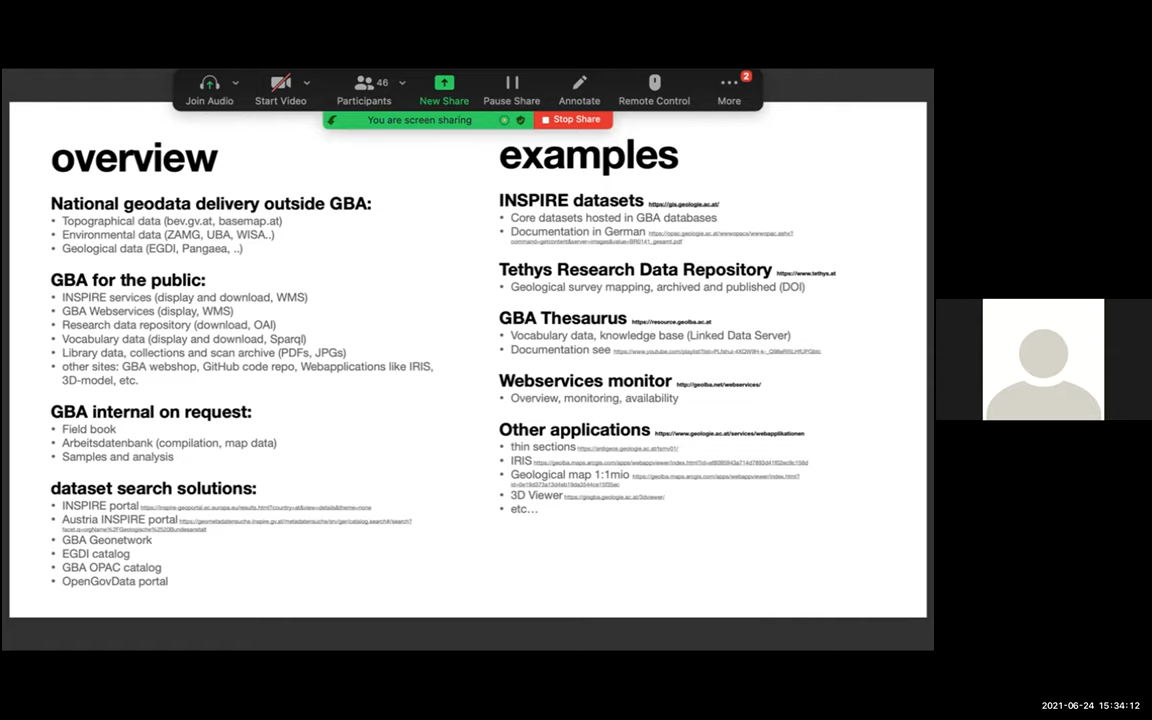 Join Audio
Start Video
46
Participants
New Share
Pause Share
Annotate
Remote Control
2
More
You are screen sharing
Stop Share
overview
National geodata delivery outside GBA:
• Topographical data (bev.gv.at, basemap.at)
• Environmental data (ZAMG, UBA, WISA..)
• Geological data (EGDI, Pangaea, ..)
GBA for the public:
• INSPIRE services (display and download, WMS)
• GBA Webservices (display, WMS)
• Research data repository (download, OAI)
• Vocabulary data (display and download, Sparql)
• Library data, collections and scan archive (PDFs, JPGs)
• other sites: GBA webshop, GitHub code repo, Webapplications like IRIS,
3D-model, etc.
GBA internal on request:
• Field book
• Arbeitsdatenbank (compilation, map data)
• Samples and analysis
dataset search solutions:
• INSPIRE portal
• Austria INSPIRE portal
• GBA Geonetwork
• EGDI catalog
• GBA OPAC catalog
• OpenGovData portal
examples
INSPIRE datasets https://gis.geologie.ac.at/
• Core datasets hosted in GBA databases
• Documentation in German
Tethys Research Data Repository https://www.tethys.at
• Geological survey mapping, archived and published (DOI)
GBA Thesaurus https://resource.geolba.ac.at
• Vocabulary data, knowledge base (Linked Data Server)
• Documentation see
Webservices monitor http://geolba.net/webservices/
• Overview, monitoring, availability
Other applications https://www.geologie.ac.at/services/webapplikationen
• thin sections
• IRIS
• Geological map 1:1mio
• 3D Viewer https://gisgba.geologie.ac.at/3dviewer/
• etc...
2021-06-24 15:34:12